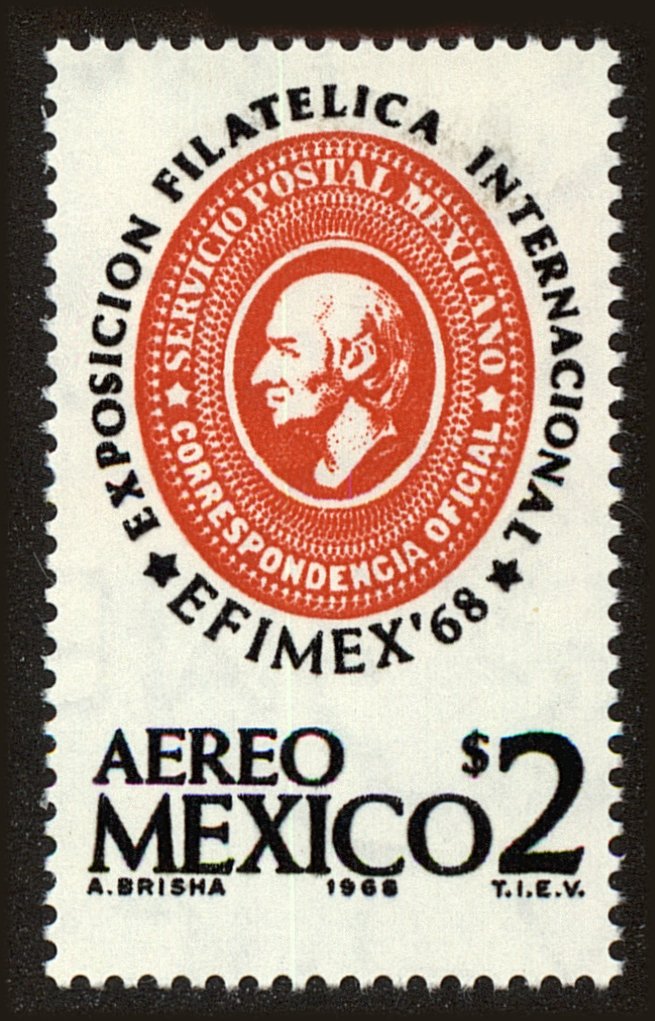 EXPOSICION FILATELICA INTERNACIONAL
★ EFIMEX'68 ★
SERVICIO POSTAL MEXICANO
★ CORRESPONDENCIA OFICIAL ★
AEREO
MEXICO $2
A.BRISHA 1968 T.I.E.V.